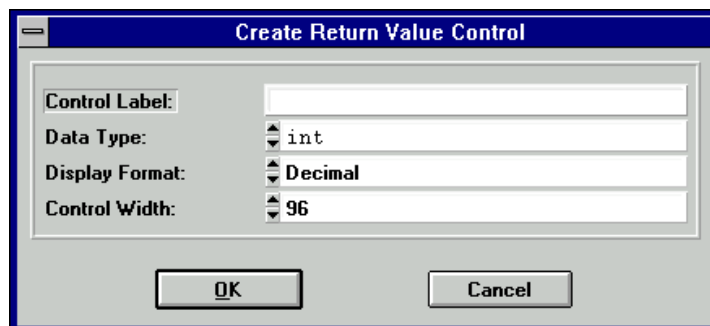 Create Return Value Control
Control Label:
Data Type: int
Display Format: Decimal
Control Width: 96
OK Cancel